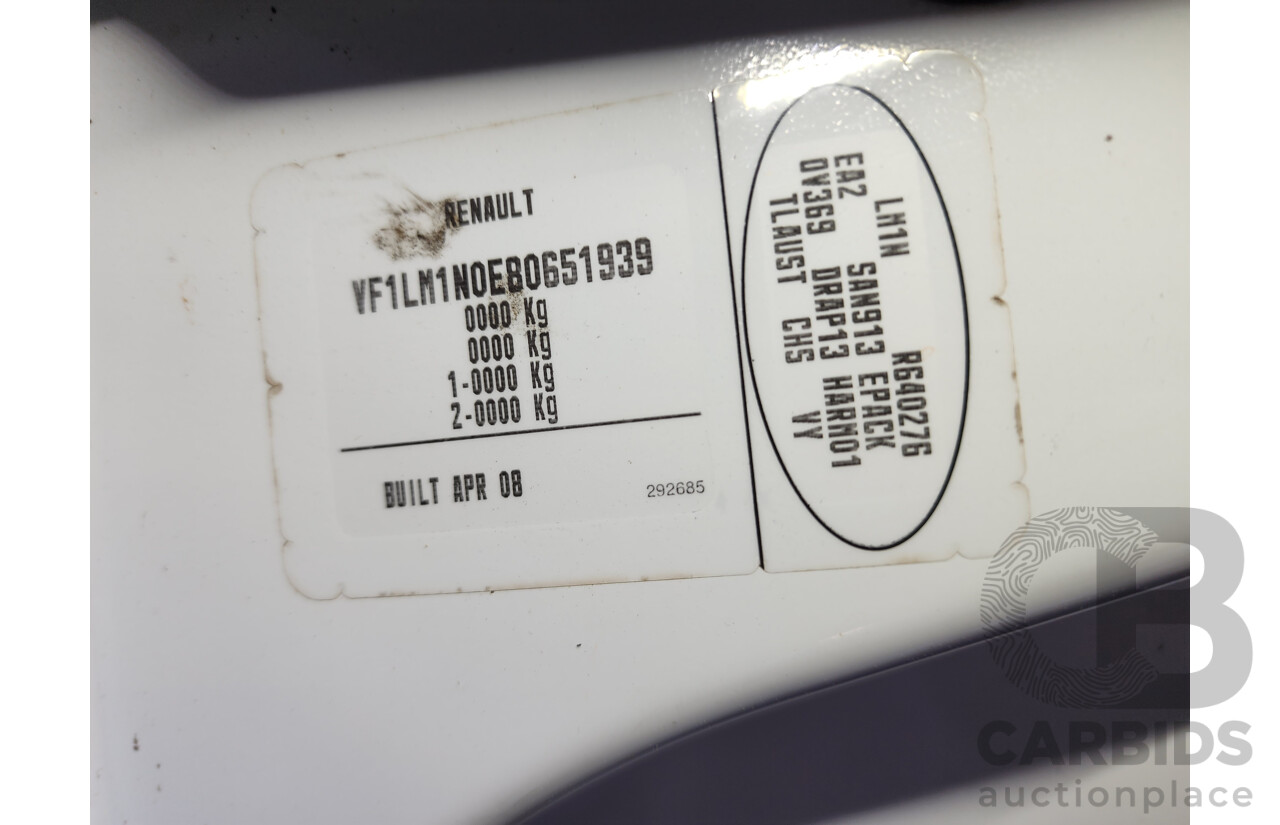 RENAULT
VF1LM1N0E80651939
0000 Kg
0000 Kg
1-0000 Kg
2-0000 Kg
BUILT APR 08
292685
LM1N R640276
EA2 SAN913 EPACK
DV369 DRAP13 HARM01
TLAUST CHS VY
CARBIDS
auctionplace